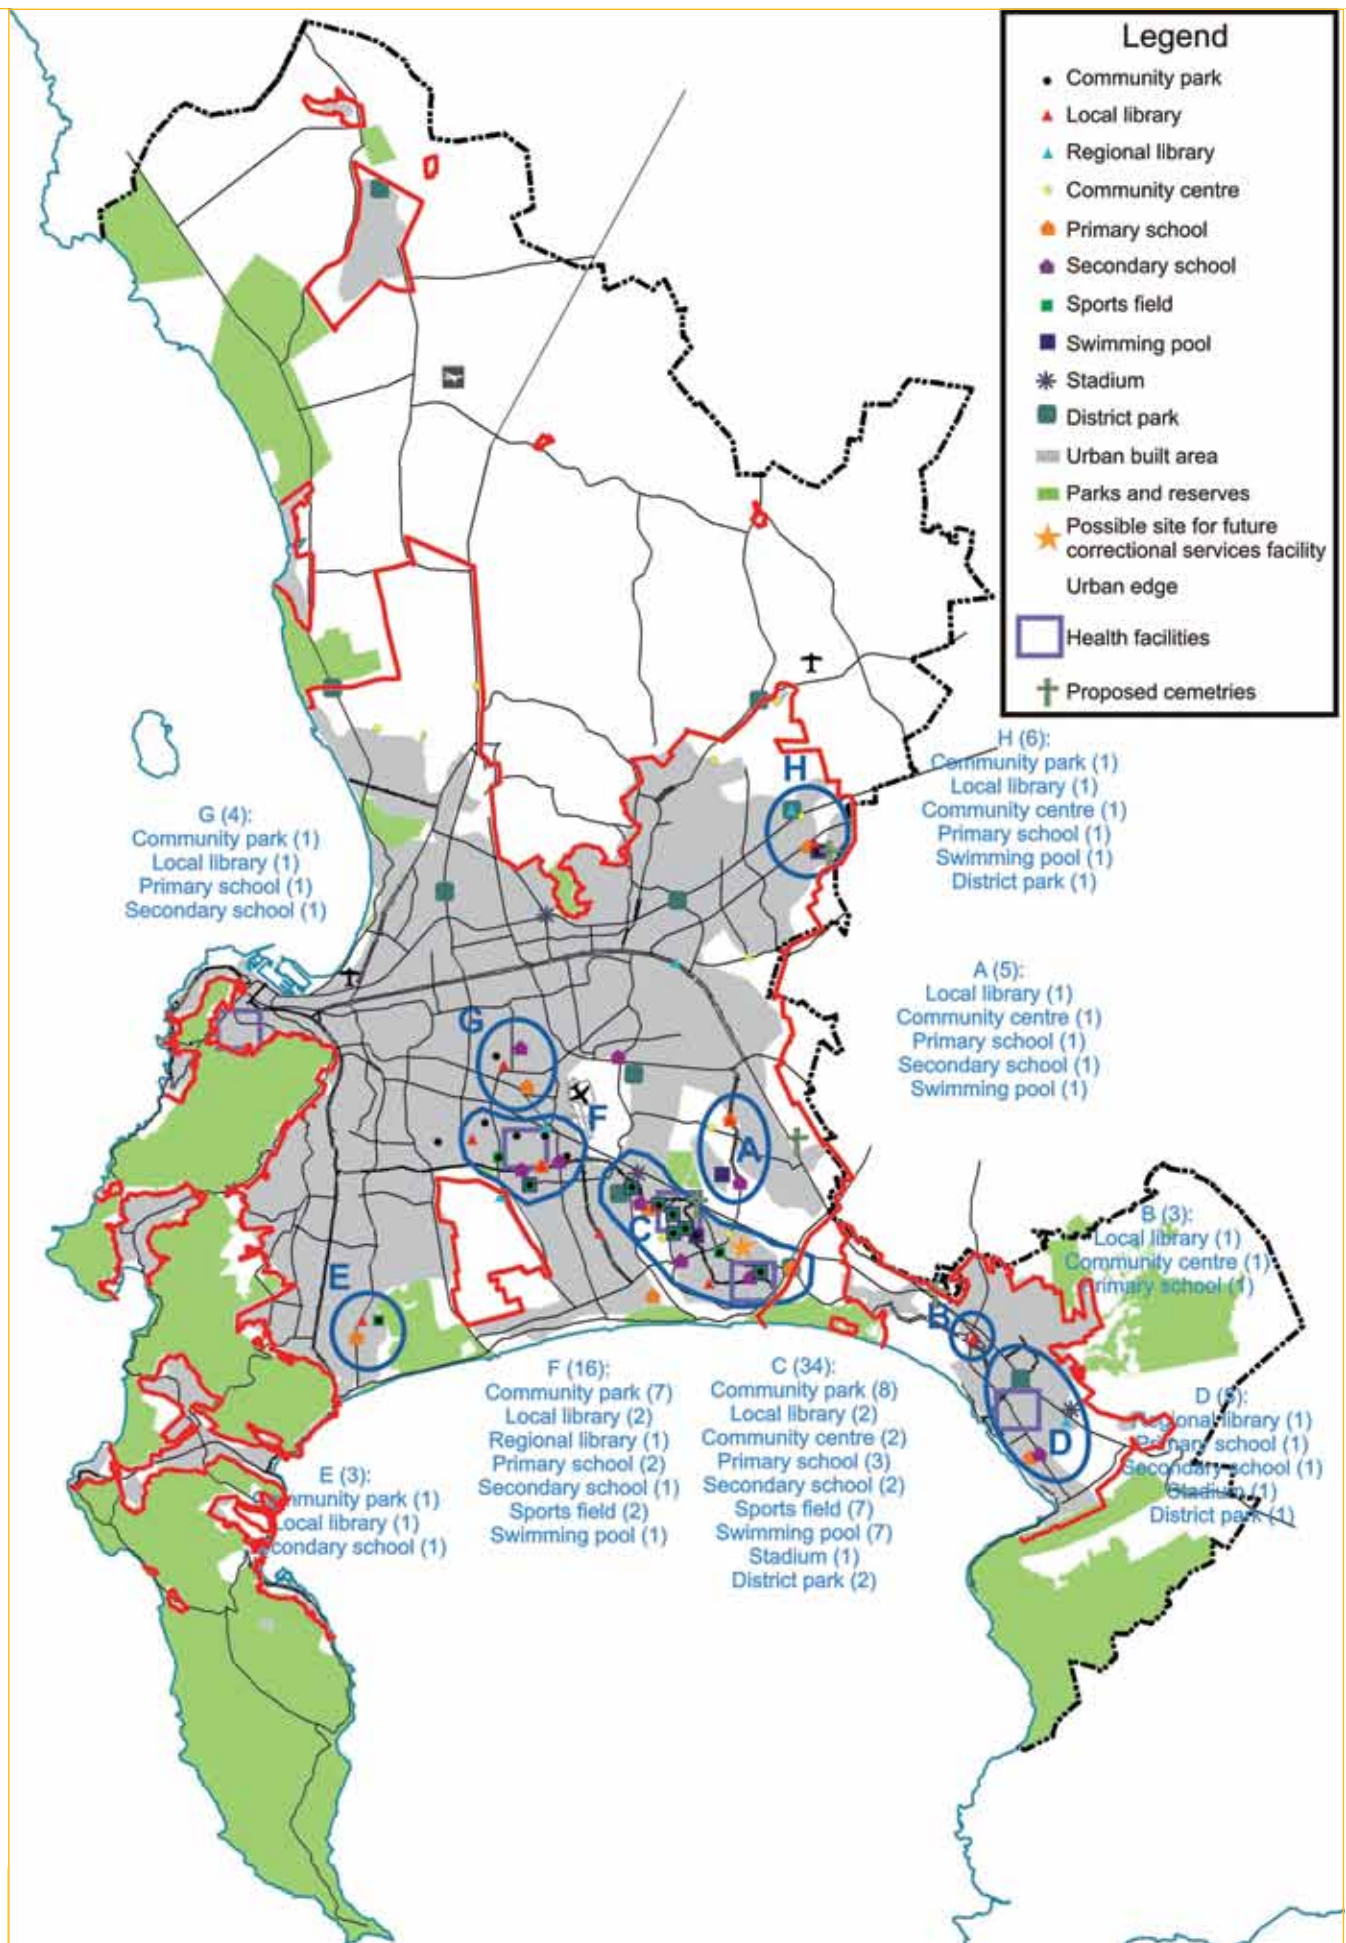 Legend
Community park
Local library
Regional library
Community centre
Primary school
Secondary school
Sports field
Swimming pool
Stadium
District park
Urban built area
Parks and reserves
Possible site for future
correctional services facility
Urban edge
Health facilities
Proposed cemetries
H (6):
Community park (1)
Local library (1)
Community centre (1)
Primary school (1)
Swimming pool (1)
District park (1)
H
G (4):
Community park (1)
Local library (1)
Primary school (1)
Secondary school (1)
A (5):
Local library (1)
Community centre (1)
Primary school (1)
Secondary school (1)
Swimming pool (1)
G
F
A
C
E
B
D
B (3):
Local library (1)
Community centre (1)
Primary school (1)
F (16):
Community park (7)
Local library (2)
Regional library (1)
Primary school (2)
Secondary school (1)
Sports field (2)
Swimming pool (1)
C (34):
Community park (8)
Local library (2)
Community centre (2)
Primary school (3)
Secondary school (2)
Sports field (7)
Swimming pool (7)
Stadium (1)
District park (2)
D (5):
Regional library (1)
Primary school (1)
Secondary school (1)
Stadium (1)
District park (1)
E (3):
Community park (1)
Local library (1)
Secondary school (1)